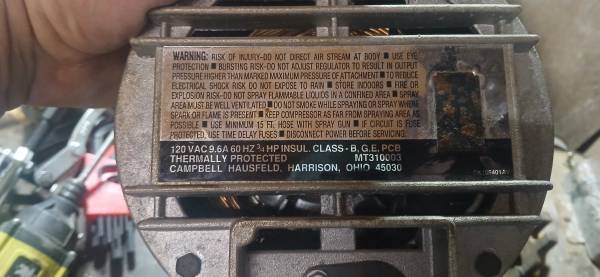 WARNING: RISK OF INJURY-DO NOT DIRECT AIR STREAM AT BODY ■ USE EYE
PROTECTION ■ BURSTING RISK-DO NOT ADJUST REGULATOR TO RESULT IN OUTPUT
PRESSURE HIGHER THAN MARKED MAXIMUM PRESSURE OF ATTACHMENT ■ TO REDUCE
ELECTRICAL SHOCK RISK DO NOT EXPOSE TO RAIN ■ STORE INDOORS ■ FIRE OR
EXPLOSION RISK-DO NOT SPRAY FLAMMABLE LIQUIDS IN A CONFINED AREA ■ SPRAY
AREA MUST BE WELL VENTILATED ■ DO NOT SMOKE WHILE SPRAYING OR SPRAY WHERE
SPARK OR FLAME IS PRESENT ■ KEEP COMPRESSOR AS FAR FROM SPRAYING AREA AS
POSSIBLE ■ USE MINIMUM 15 FT. HOSE WITH SPRAY GUN ■ IF CIRCUIT IS FUSE
PROTECTED, USE TIME DELAY FUSES ■ DISCONNECT POWER BEFORE SERVICING.
120 VAC 9.6A 60 HZ ¾ HP INSUL. CLASS - B, G.E, PCB
THERMALLY PROTECTED MT310003
CAMPBELL HAUSFELD, HARRISON, OHIO 45030